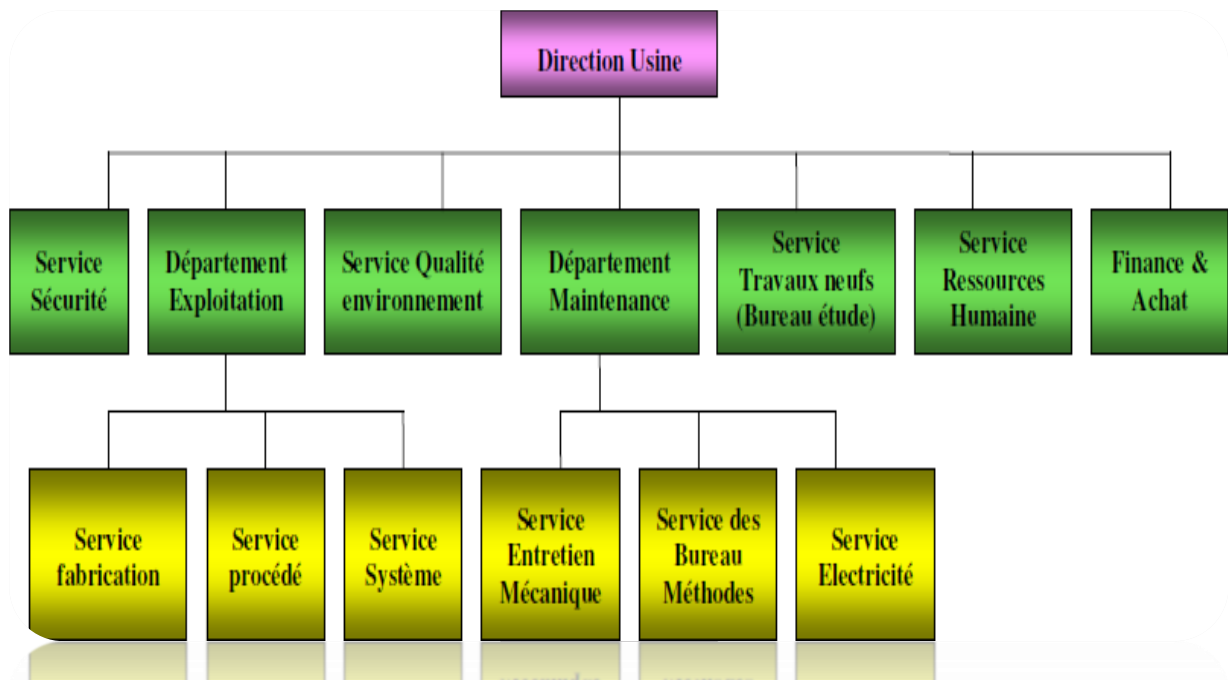 Direction Usine
Service
Sécurité
Département
Exploitation
Service Qualité
environnement
Département
Maintenance
Service
Travaux neufs
(Bureau étude)
Service
Ressources
Humaine
Finance &
Achat
Service
fabrication
Service
procédé
Service
Système
Service
Entretien
Mécanique
Service des
Bureau
Méthodes
Service
Electricité